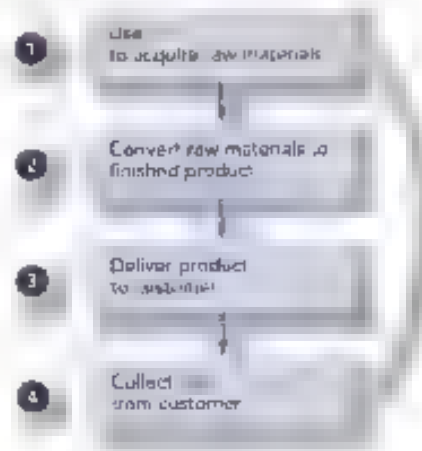 1
Use
to acquire raw materials
2
Convert raw materials to
finished product
3
Deliver product
to customer
4
Collect
from customer